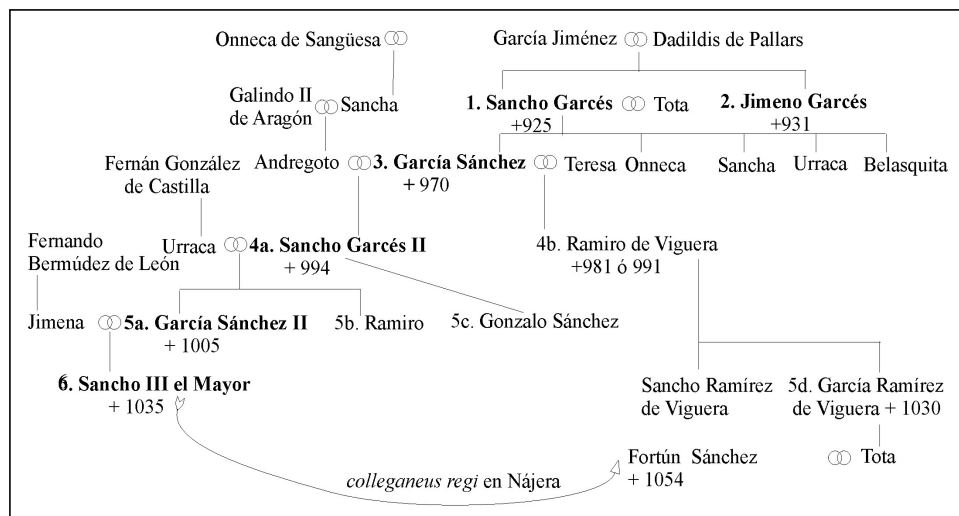 Onneca de Sangüesa
García Jiménez
Dadildis de Pallars
Galindo II
de Aragón
Sancha
1. Sancho Garcés
+925
Tota
2. Jimeno Garcés
+931
Fernán González
de Castilla
Andregoto
3. García Sánchez
+ 970
Teresa
Onneca
Sancha
Urraca
Belasquita
Fernando
Bermúdez de León
Urraca
4a. Sancho Garcés II
+ 994
4b. Ramiro de Viguera
+981 ó 991
Jimena
5a. García Sánchez II
+ 1005
5b. Ramiro
5c. Gonzalo Sánchez
6. Sancho III el Mayor
+ 1035
Sancho Ramírez
de Viguera
5d. García Ramírez
de Viguera + 1030
colleganeus regi en Nájera
Fortún Sánchez
+ 1054
Tota